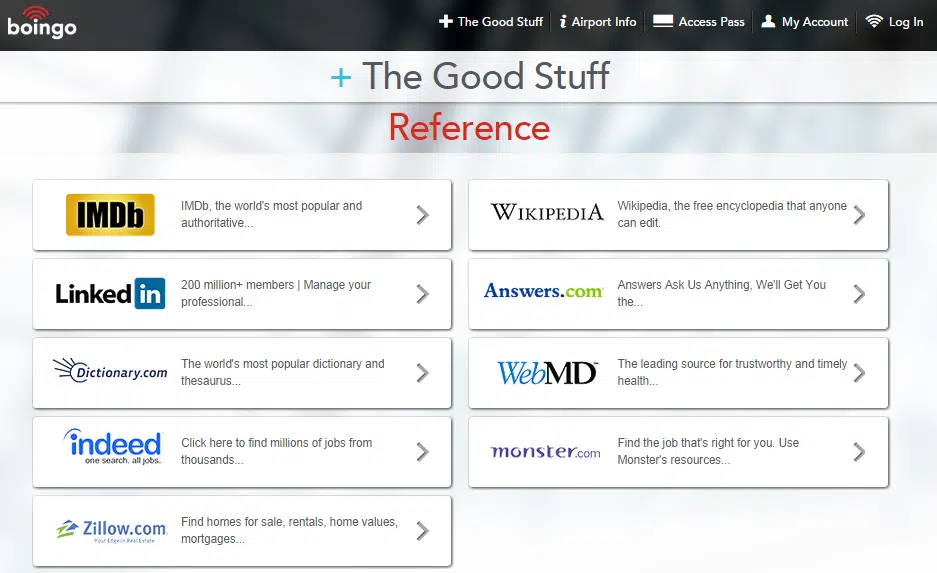 boingo
The Good Stuff
Airport Info
Access Pass
My Account
Log In
+ The Good Stuff
Reference
IMDb
IMDb, the world's most popular and
authoritative...
WIKIPEDIA
Wikipedia, the free encyclopedia that anyone
can edit.
Linked in
200 million+ members | Manage your
professional...
Answers.com
Answers Ask Us Anything, We'll Get You
the...
Dictionary.com
The world's most popular dictionary and
thesaurus...
WebMD
The leading source for trustworthy and timely
health...
indeed
one search. all jobs.
Click here to find millions of jobs from
thousands...
monster.com
Find the job that's right for you. Use
Monster's resources...
Zillow.com
Your Edge in Real Estate
Find homes for sale, rentals, home values,
mortgages...